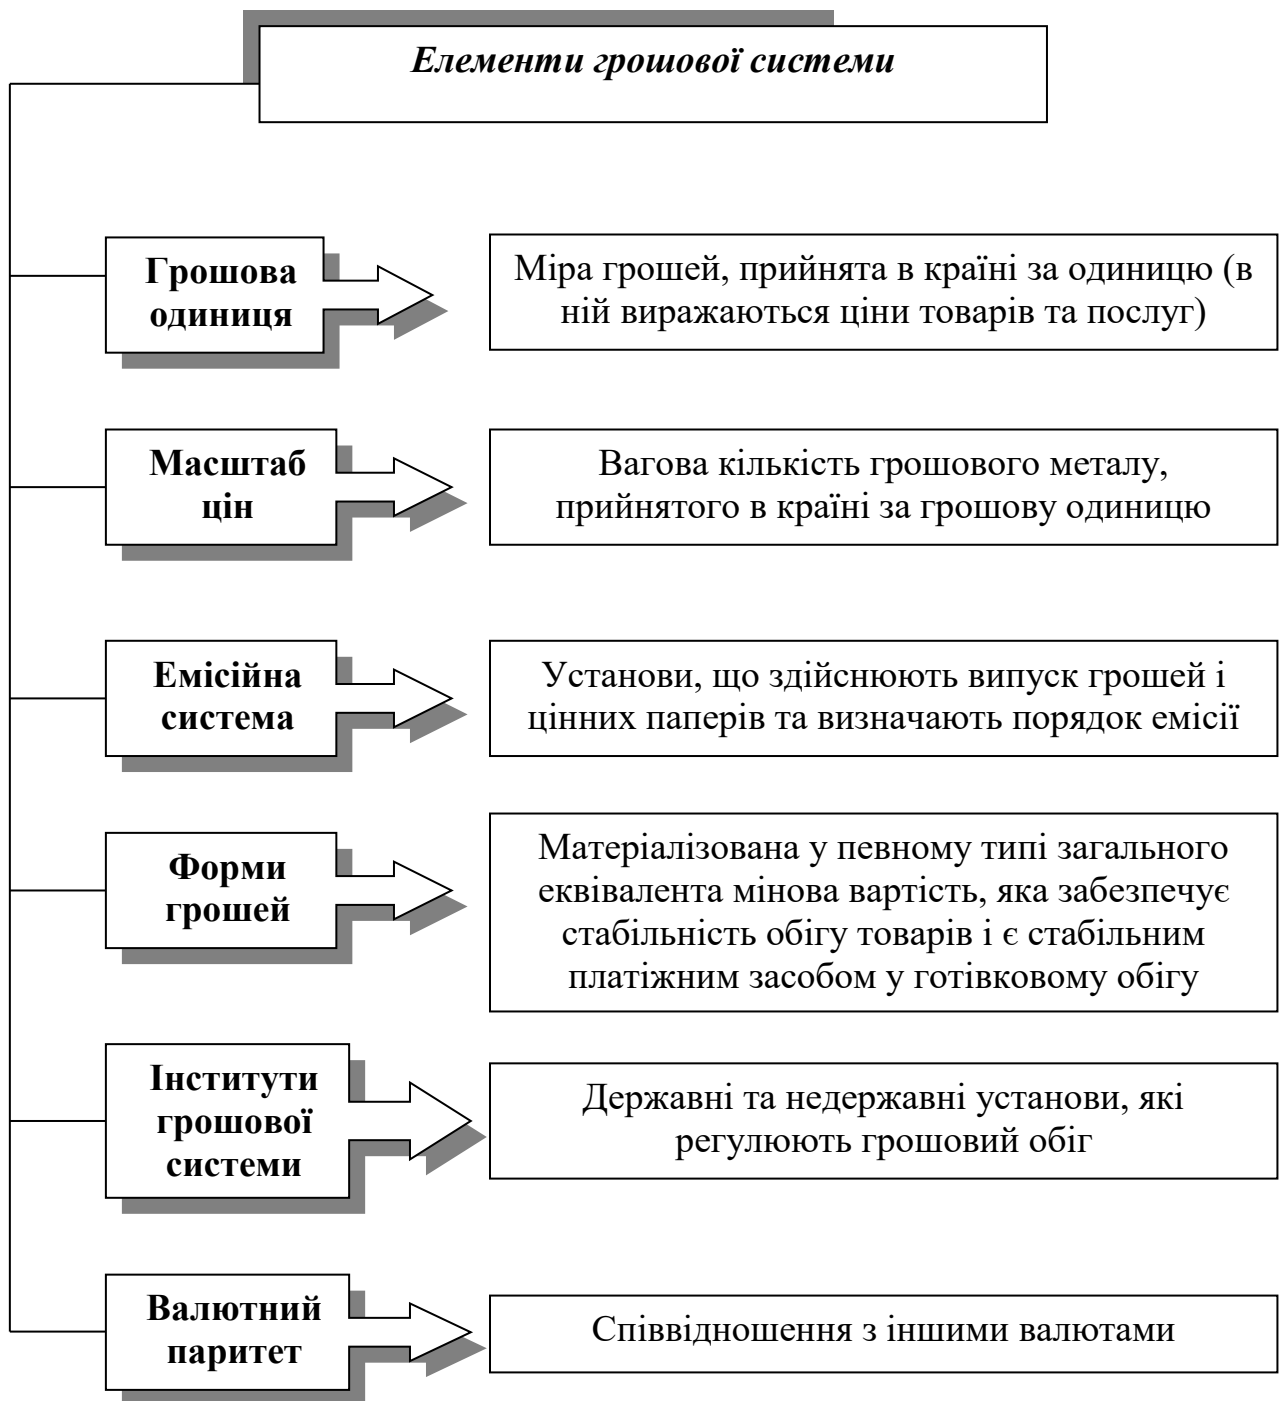 Елементи грошової системи
Грошова
одиниця
Міра грошей, прийнята в країні за одиницю (в
ній виражаються ціни товарів та послуг)
Масштаб
цін
Вагова кількість грошового металу,
прийнятого в країні за грошову одиницю
Емісійна
система
Установи, що здійснюють випуск грошей і
цінних паперів та визначають порядок емісії
Форми
грошей
Матеріалізована у певному типі загального
еквівалента мінова вартість, яка забезпечує
стабільність обігу товарів і є стабільним
платіжним засобом у готівковому обігу
Інститути
грошової
системи
Державні та недержавні установи, які
регулюють грошовий обіг
Валютний
паритет
Співвідношення з іншими валютами